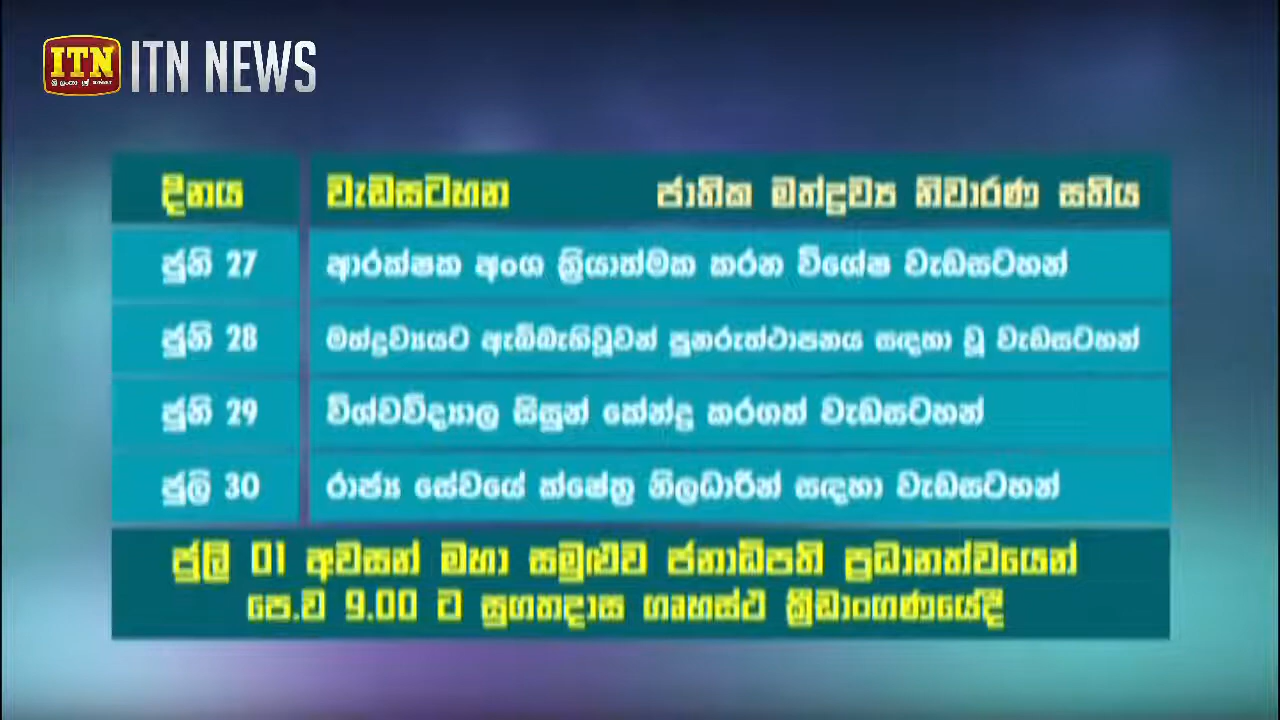 ITN ITN NEWS
දිනය වැඩසටහන ජාතික මත්ද්‍රව්‍ය නිවාරණ සතිය
ජුනි 27 ආරක්ෂක අංශ ක්‍රියාත්මක කරන විශේෂ වැඩසටහන්
ජුනි 28 මත්ද්‍රව්‍යයට ඇබ්බැහිවූවන් පුනරුත්ථාපනය සඳහා වූ වැඩසටහන්
ජුනි 29 විශ්වවිද්‍යාල සිසුන් කේන්ද්‍ර කරගත් වැඩසටහන්
ජුලි 30 රාජ්‍ය සේවයේ ක්ෂේත්‍ර නිලධාරීන් සඳහා වැඩසටහන්
ජුලි 01 අවසන් මහා සමුළුව ජනාධිපති ප්‍රධානත්වයෙන්
පෙ.ව 9.00 ට සුගතදාස ගෘහස්ථ ක්‍රීඩාංගණයේදී